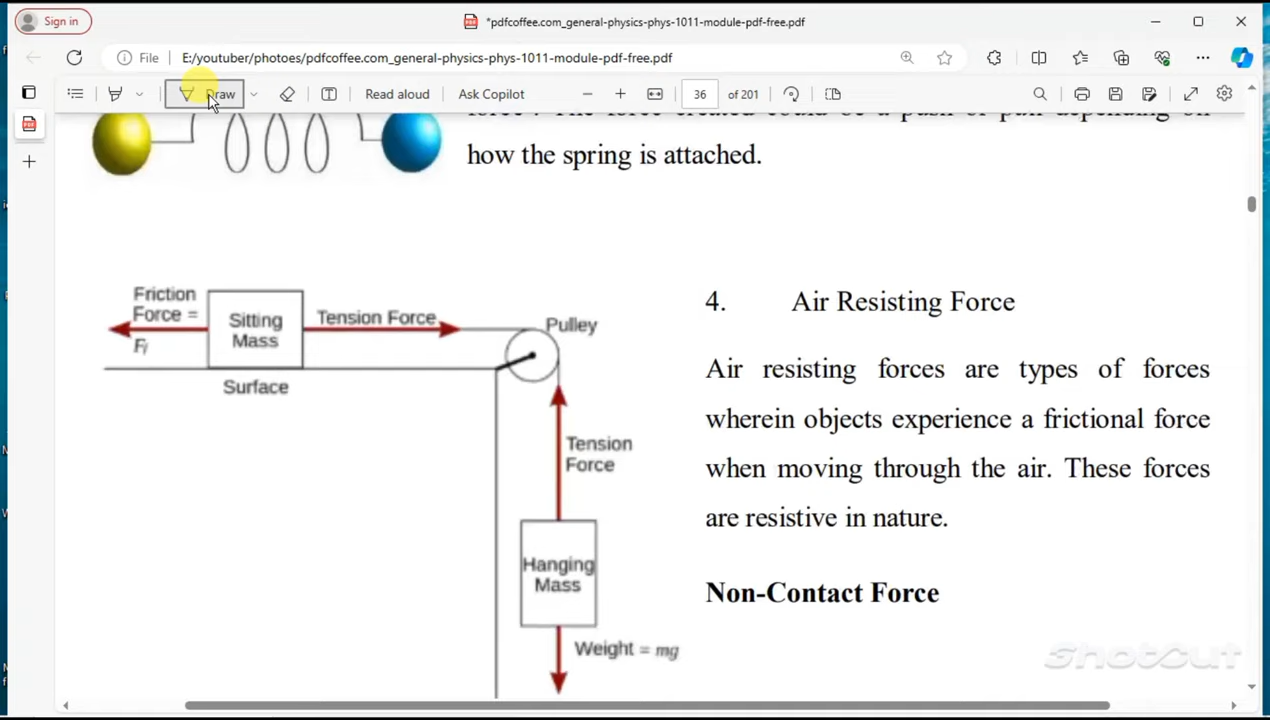 Sign in
*pdfcoffee.com_general-physics-phys-1011-module-pdf-free.pdf
File E:/youtuber/photoes/pdfcoffee.com_general-physics-phys-1011-module-pdf-free.pdf
Draw
Read aloud
Ask Copilot
36 of 201
how the spring is attached.
Friction
Force =
Sitting
Mass
Tension Force
Pulley
Surface
Tension
Force
Hanging
Mass
Weight = mg
4. Air Resisting Force
Air resisting forces are types of forces
wherein objects experience a frictional force
when moving through the air. These forces
are resistive in nature.
Non-Contact Force
Shotcut